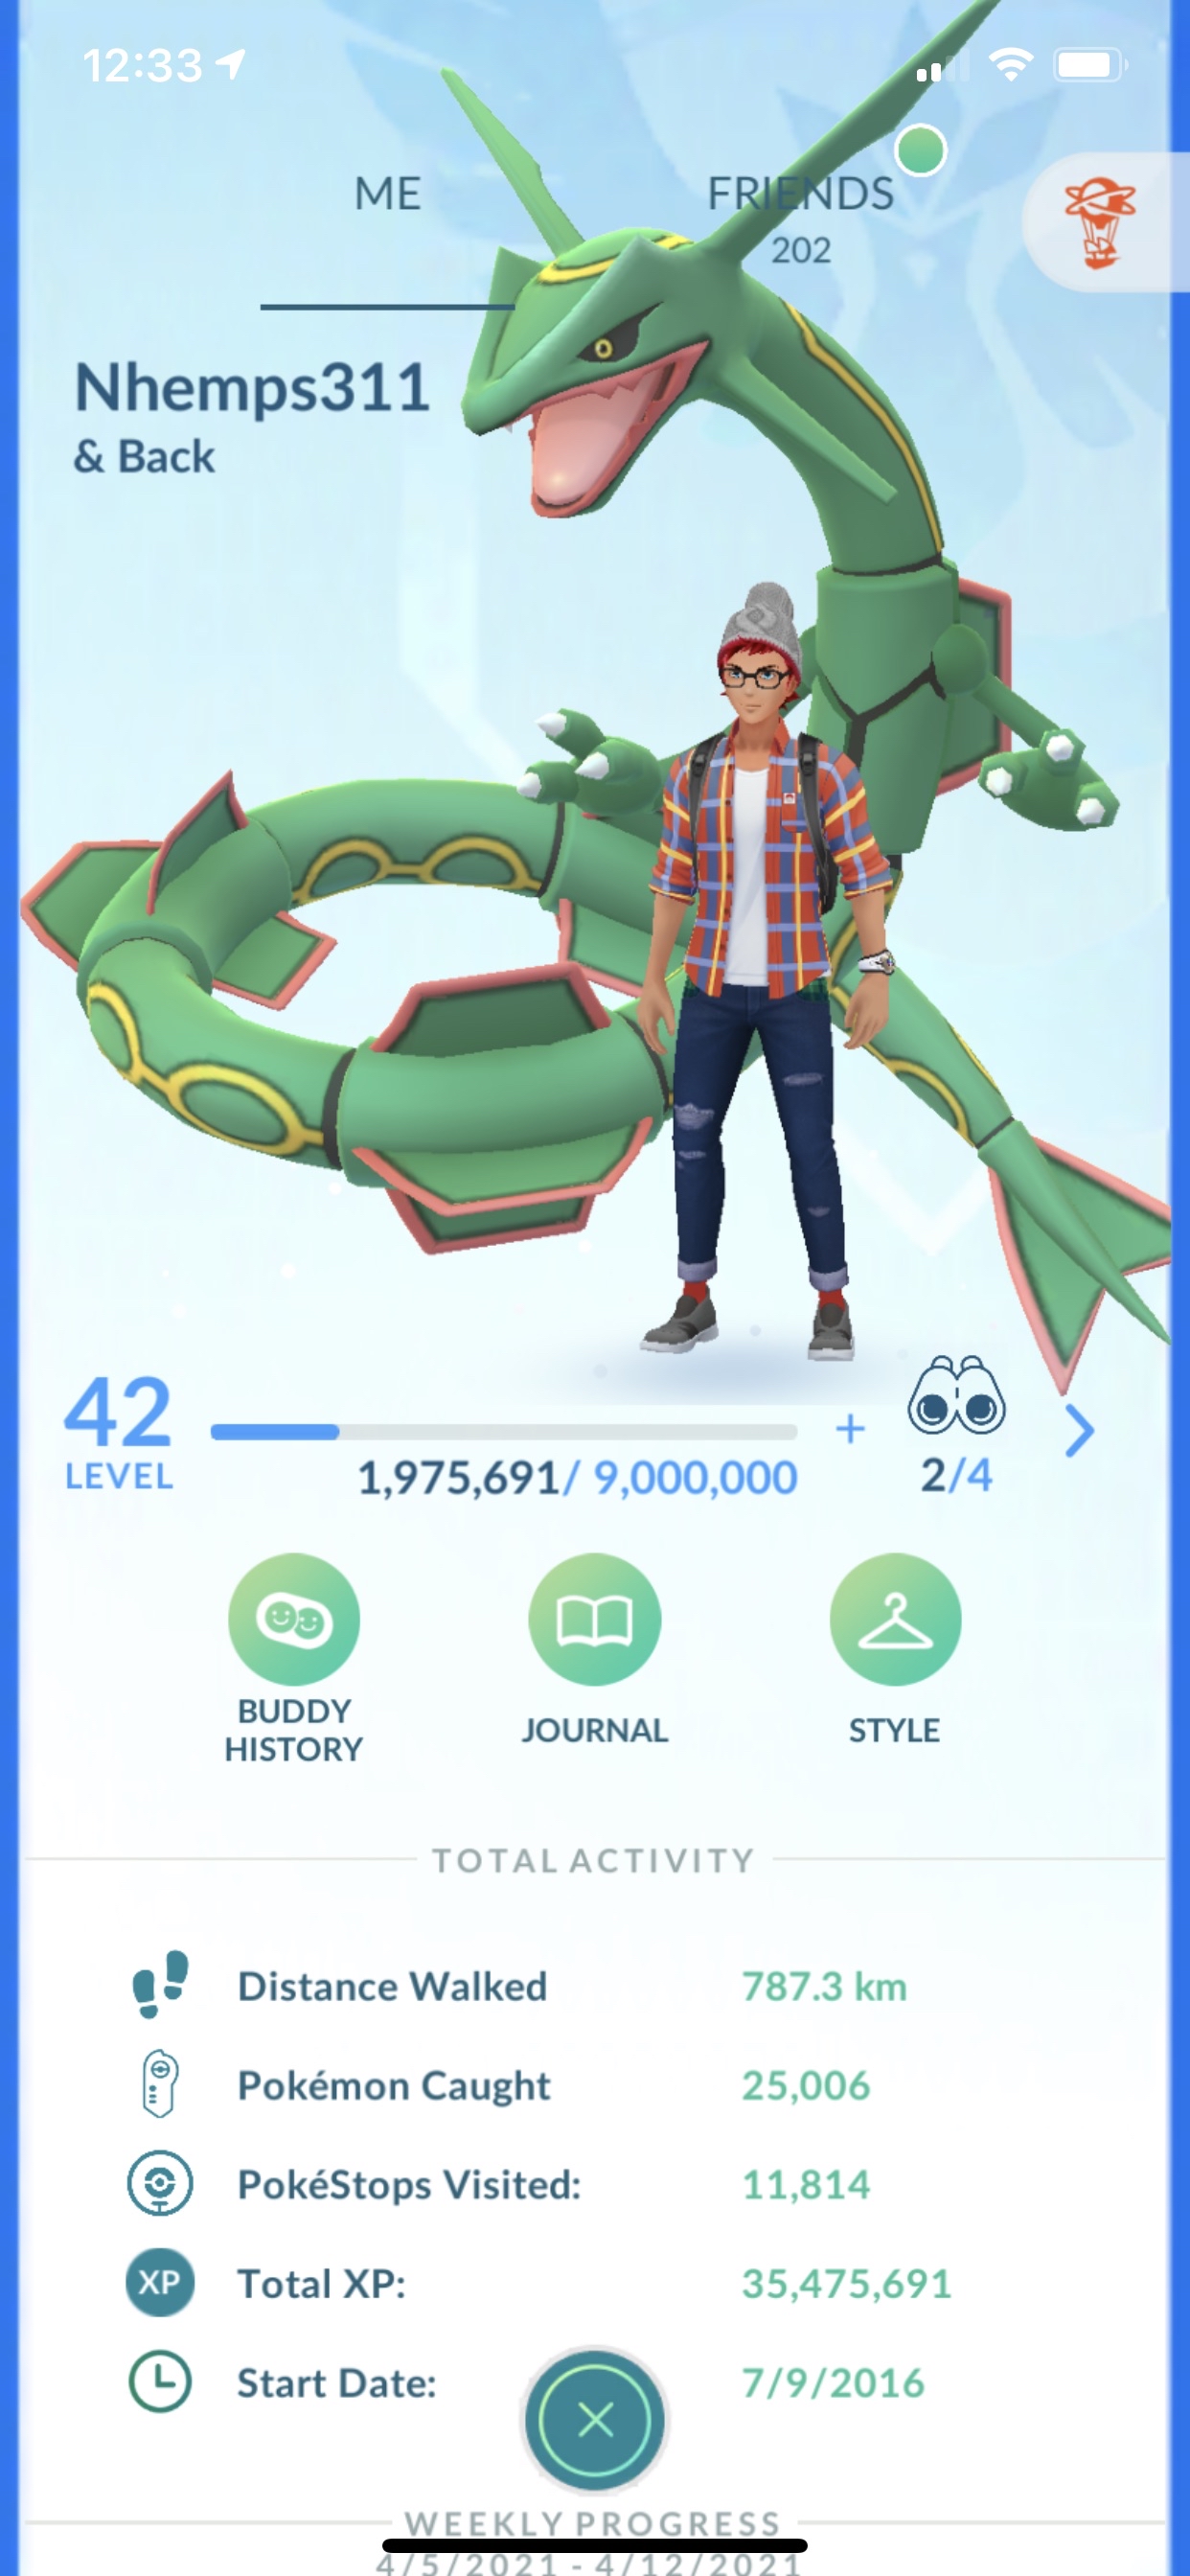 12:33
ME
FRIENDS
202
Nhemps311
& Back
42
LEVEL
1,975,691/ 9,000,000
2/4
BUDDY
HISTORY
JOURNAL
STYLE
TOTAL ACTIVITY
Distance Walked 787.3 km
Pokémon Caught 25,006
PokéStops Visited: 11,814
XP Total XP: 35,475,691
Start Date: 7/9/2016
WEEKLY PROGRESS
4/5/2021 - 4/12/2021